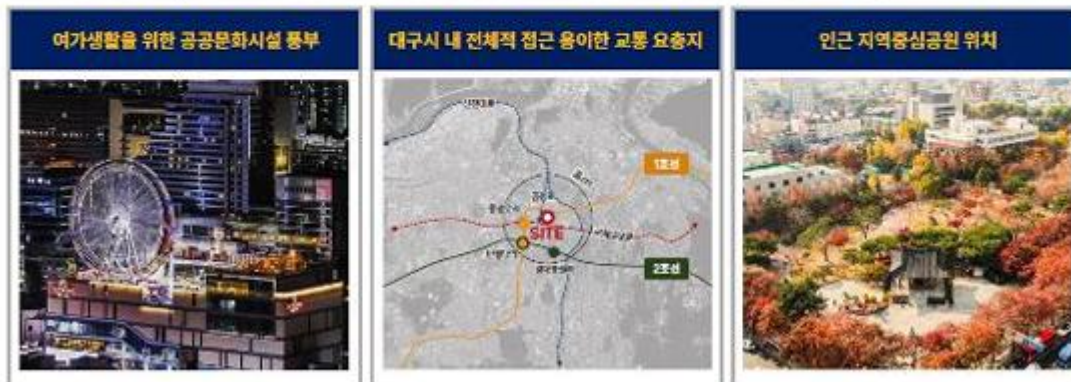 여가생활을 위한 공공문화시설 풍부
대구시 내 전체적 접근 용이한 교통 요충지
인근 지역중심공원 위치
1호선
SITE
2호선